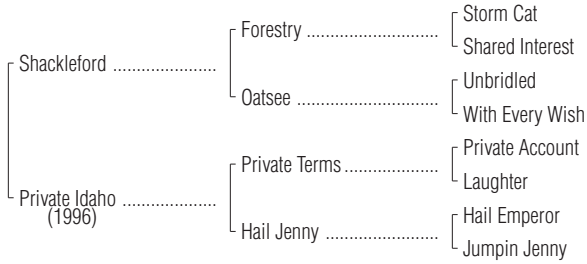 Storm Cat
Forestry
Shared Interest
Shackleford
Unbridled
Oatsee
With Every Wish
Private Account
Private Terms
Laughter
Private Idaho
(1996)
Hail Emperor
Hail Jenny
Jumpin Jenny